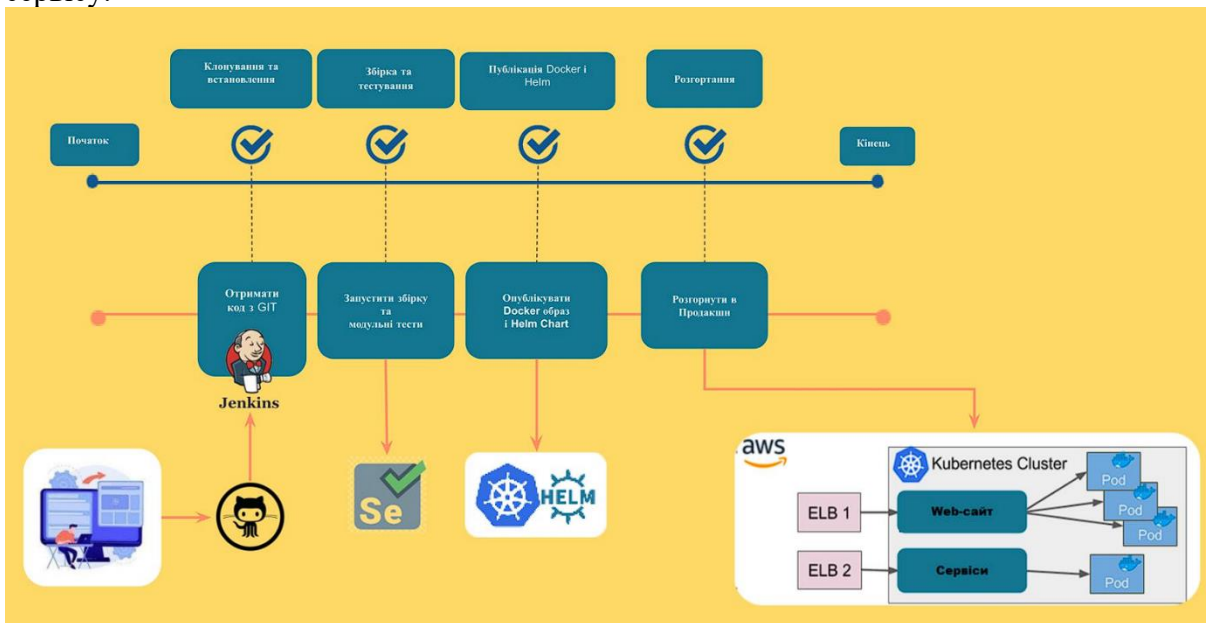 Клонування та
встановлення
Збірка та
тестування
Публікація Docker і
Helm
Розгортання
Початок
Кінець
Отримати
код з GIT
Запустити збірку
та
модульні тести
Опублікувати
Docker образ
і Helm Chart
Розгорнути в
Продакшн
Jenkins
Se
HELM
aws
Kubernetes Cluster
ELB 1
Web-сайт
Pod
Pod
Pod
ELB 2
Сервіси
Pod